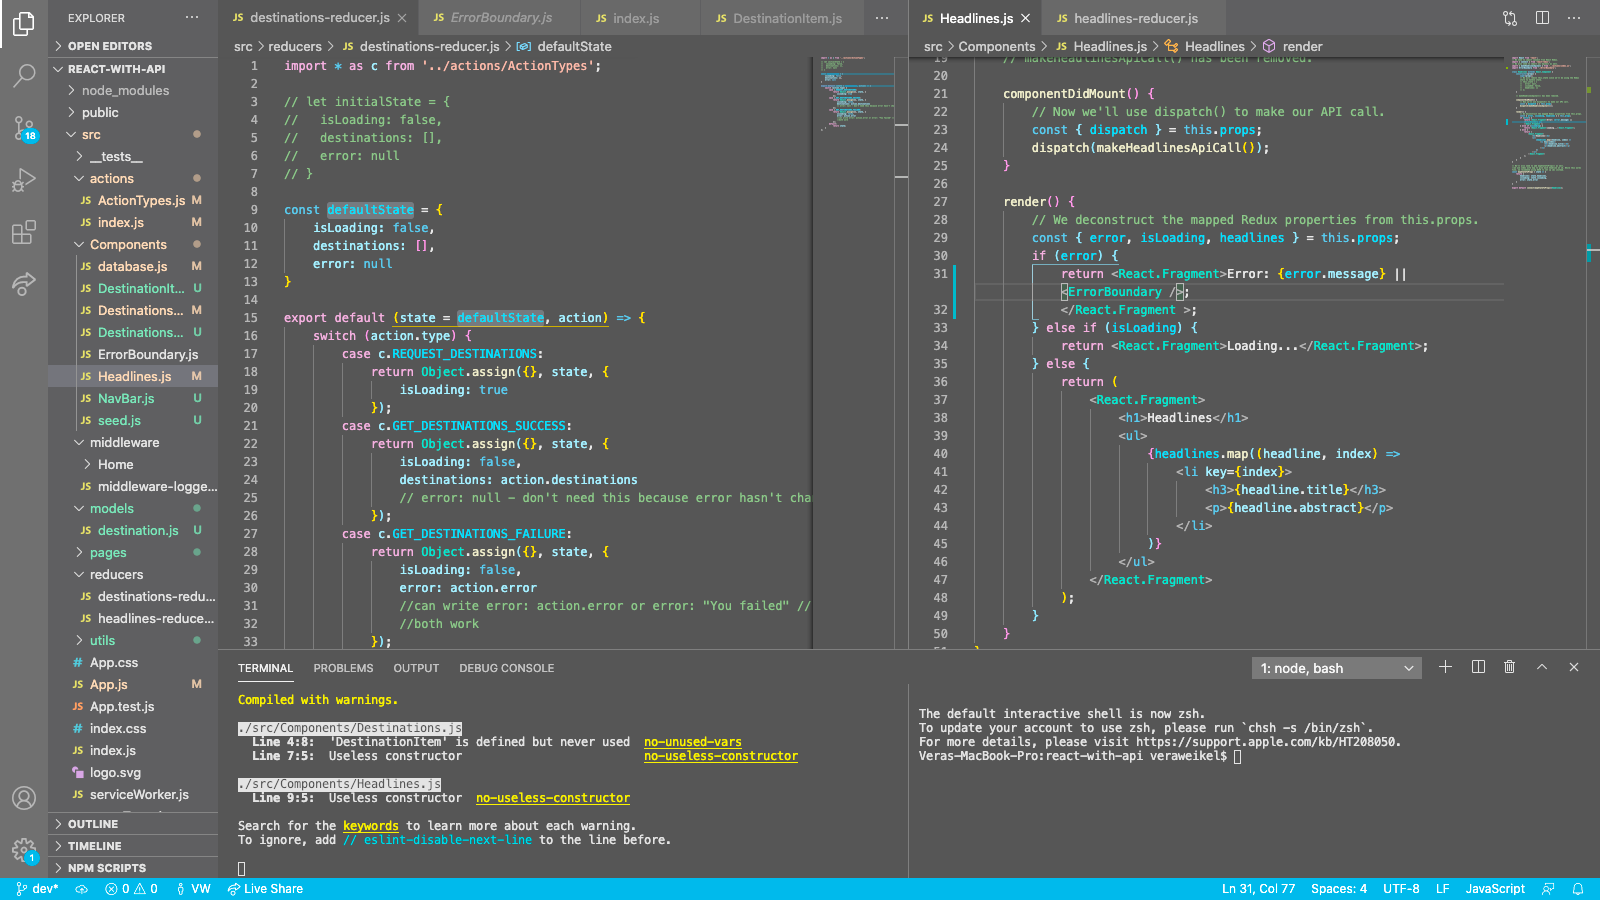 EXPLORER
OPEN EDITORS
REACT-WITH-API
node_modules
public
src
__tests__
actions
JS ActionTypes.js M
JS index.js M
Components
JS database.js M
JS DestinationIt... U
JS Destinations... M
JS Destinations... U
JS ErrorBoundary.js
JS Headlines.js M
JS NavBar.js U
JS seed.js U
middleware
Home
JS middleware-logge...
models
JS destination.js U
pages
reducers
JS destinations-redu...
JS headlines-reduce...
utils
# App.css
JS App.js M
JS App.test.js
# index.css
JS index.js
logo.svg
JS serviceWorker.js
OUTLINE
TIMELINE
NPM SCRIPTS
18
1
JS destinations-reducer.js
JS ErrorBoundary.js
JS index.js
JS DestinationItem.js
src > reducers > JS destinations-reducer.js > defaultState
1 import * as c from '../actions/ActionTypes';
2
3 // let initialState = {
4 //   isLoading: false,
5 //   destinations: [],
6 //   error: null
7 // }
8
9 const defaultState = {
10     isLoading: false,
11     destinations: [],
12     error: null
13 }
14
15 export default (state = defaultState, action) => {
16     switch (action.type) {
17         case c.REQUEST_DESTINATIONS:
18             return Object.assign({}, state, {
19                 isLoading: true
20             });
21         case c.GET_DESTINATIONS_SUCCESS:
22             return Object.assign({}, state, {
23                 isLoading: false,
24                 destinations: action.destinations
25                 // error: null - don't need this because error hasn't cha
26             });
27         case c.GET_DESTINATIONS_FAILURE:
28             return Object.assign({}, state, {
29                 isLoading: false,
30                 error: action.error
31                 //can write error: action.error or error: "You failed" //
32                 //both work
33             });
JS Headlines.js
JS headlines-reducer.js
src > Components > JS Headlines.js > Headlines > render
19 // makeHeadlinesApiCall() has been removed.
20
21 componentDidMount() {
22     // Now we'll use dispatch() to make our API call.
23     const { dispatch } = this.props;
24     dispatch(makeHeadlinesApiCall());
25 }
26
27 render() {
28     // We deconstruct the mapped Redux properties from this.props.
29     const { error, isLoading, headlines } = this.props;
30     if (error) {
31         return <React.Fragment>Error: {error.message} ||
<ErrorBoundary />;
32         </React.Fragment >;
33     } else if (isLoading) {
34         return <React.Fragment>Loading...</React.Fragment>;
35     } else {
36         return (
37             <React.Fragment>
38                 <h1>Headlines</h1>
39                 <ul>
40                     {headlines.map((headline, index) =>
41                         <li key={index}>
42                             <h3>{headline.title}</h3>
43                             <p>{headline.abstract}</p>
44                         </li>
45                     )}
46                 </ul>
47             </React.Fragment>
48         );
49     }
50 }
TERMINAL PROBLEMS OUTPUT DEBUG CONSOLE
1: node, bash
Compiled with warnings.
./src/Components/Destinations.js
Line 4:8:  'DestinationItem' is defined but never used  no-unused-vars
Line 7:5:  Useless constructor  no-useless-constructor
./src/Components/Headlines.js
Line 9:5:  Useless constructor  no-useless-constructor
Search for the keywords to learn more about each warning.
To ignore, add // eslint-disable-next-line to the line before.
The default interactive shell is now zsh.
To update your account to use zsh, please run `chsh -s /bin/zsh`.
For more details, please visit https://support.apple.com/kb/HT208050.
Veras-MacBook-Pro:react-with-api veraweikel$
dev* 0 0 VW Live Share Ln 31, Col 77 Spaces: 4 UTF-8 LF JavaScript